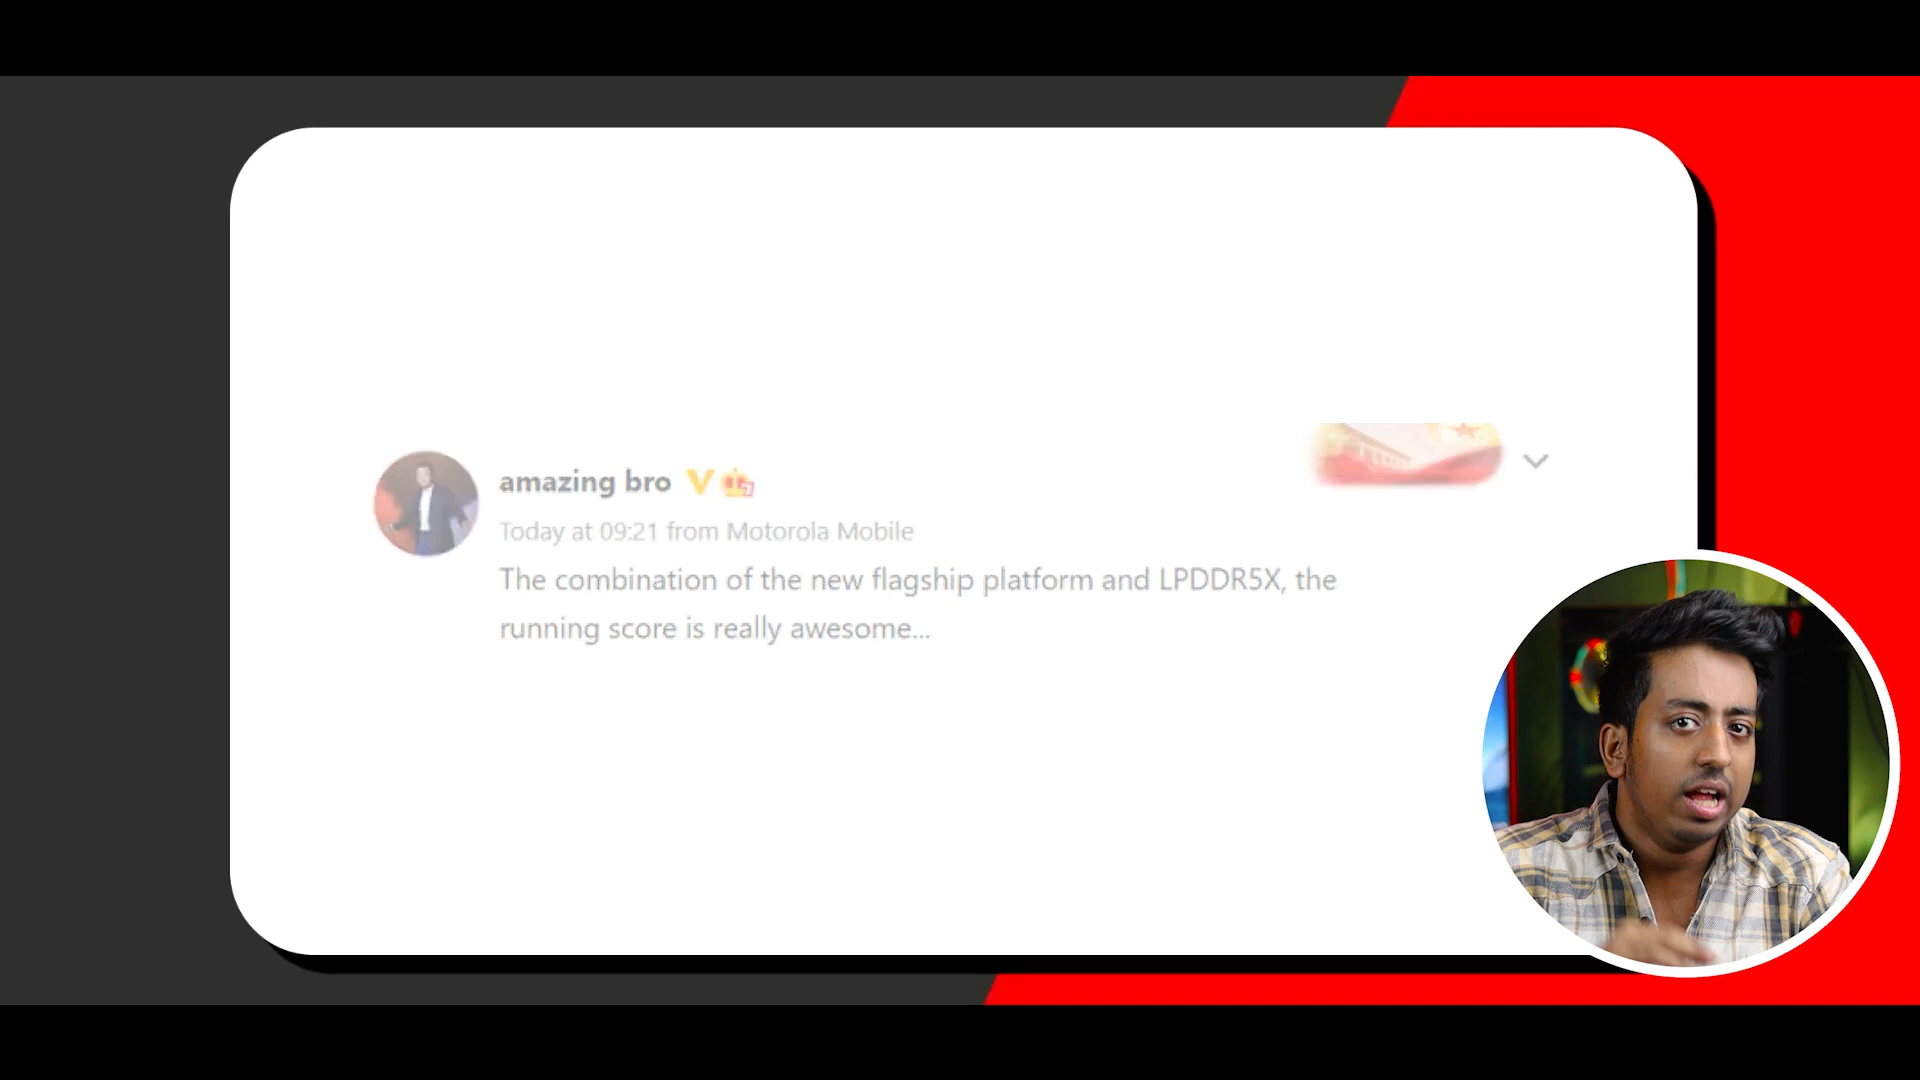 amazing bro
Today at 09:21 from Motorola Mobile
The combination of the new flagship platform and LPDDR5X, the
running score is really awesome...